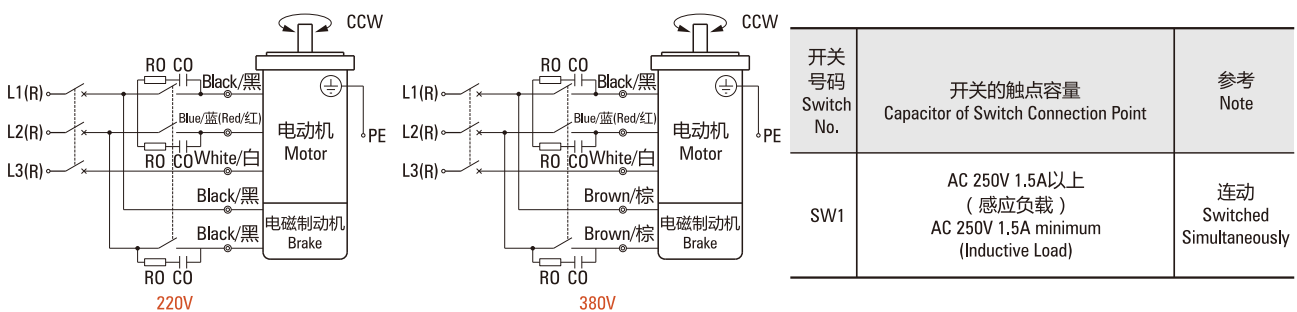 CCW
RO CO
Black/黑
L1(R)
Blue/蓝(Red/红)
L2(R)
电动机
Motor
PE
RO CO
White/白
L3(R)
Black/黑
电磁制动机
Brake
Black/黑
RO CO
220V
CCW
RO CO
Black/黑
L1(R)
Blue/蓝(Red/红)
L2(R)
电动机
Motor
PE
RO CO
White/白
L3(R)
Brown/棕
电磁制动机
Brake
Brown/棕
RO CO
380V
开关
号码
Switch
No.
开关的触点容量
Capacitor of Switch Connection Point
参考
Note
SW1
AC 250V 1.5A以上
( 感应负载 )
AC 250V 1.5A minimum
(Inductive Load)
连动
Switched
Simultaneously